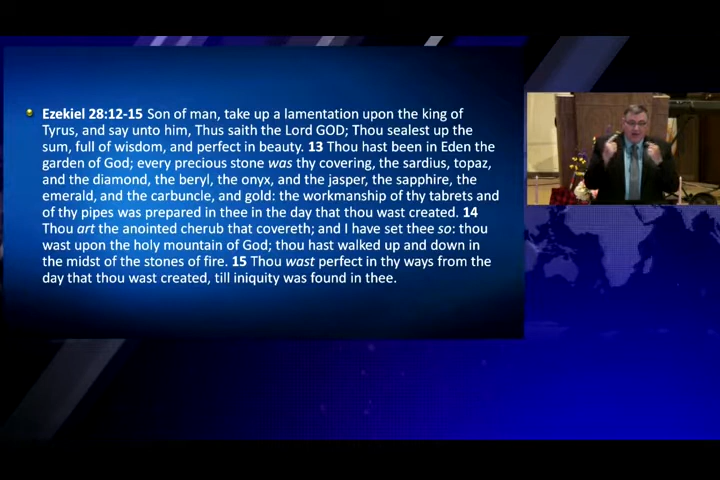 Ezekiel 28:12-15 Son of man, take up a lamentation upon the king of
Tyrus, and say unto him, Thus saith the Lord GOD; Thou sealest up the
sum, full of wisdom, and perfect in beauty. 13 Thou hast been in Eden the
garden of God; every precious stone was thy covering, the sardius, topaz,
and the diamond, the beryl, the onyx, and the jasper, the sapphire, the
emerald, and the carbuncle, and gold: the workmanship of thy tabrets and
of thy pipes was prepared in thee in the day that thou wast created. 14
Thou art the anointed cherub that covereth; and I have set thee so: thou
wast upon the holy mountain of God; thou hast walked up and down in
the midst of the stones of fire. 15 Thou wast perfect in thy ways from the
day that thou wast created, till iniquity was found in thee.